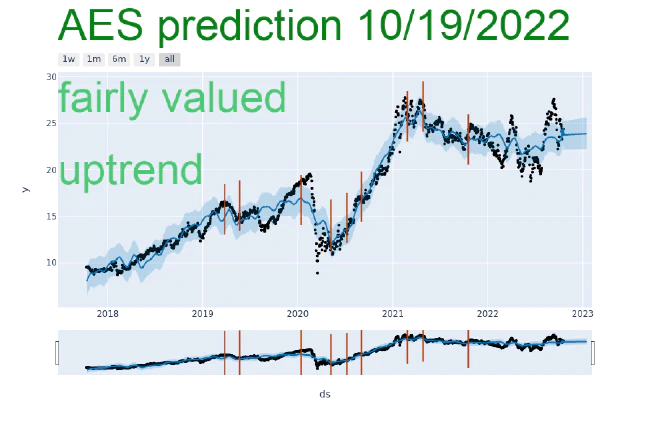 AES prediction 10/19/2022
1w 1m 6m 1y all
fairly valued
uptrend
30
25
20
15
10
y
2018 2019 2020 2021 2022 2023
ds